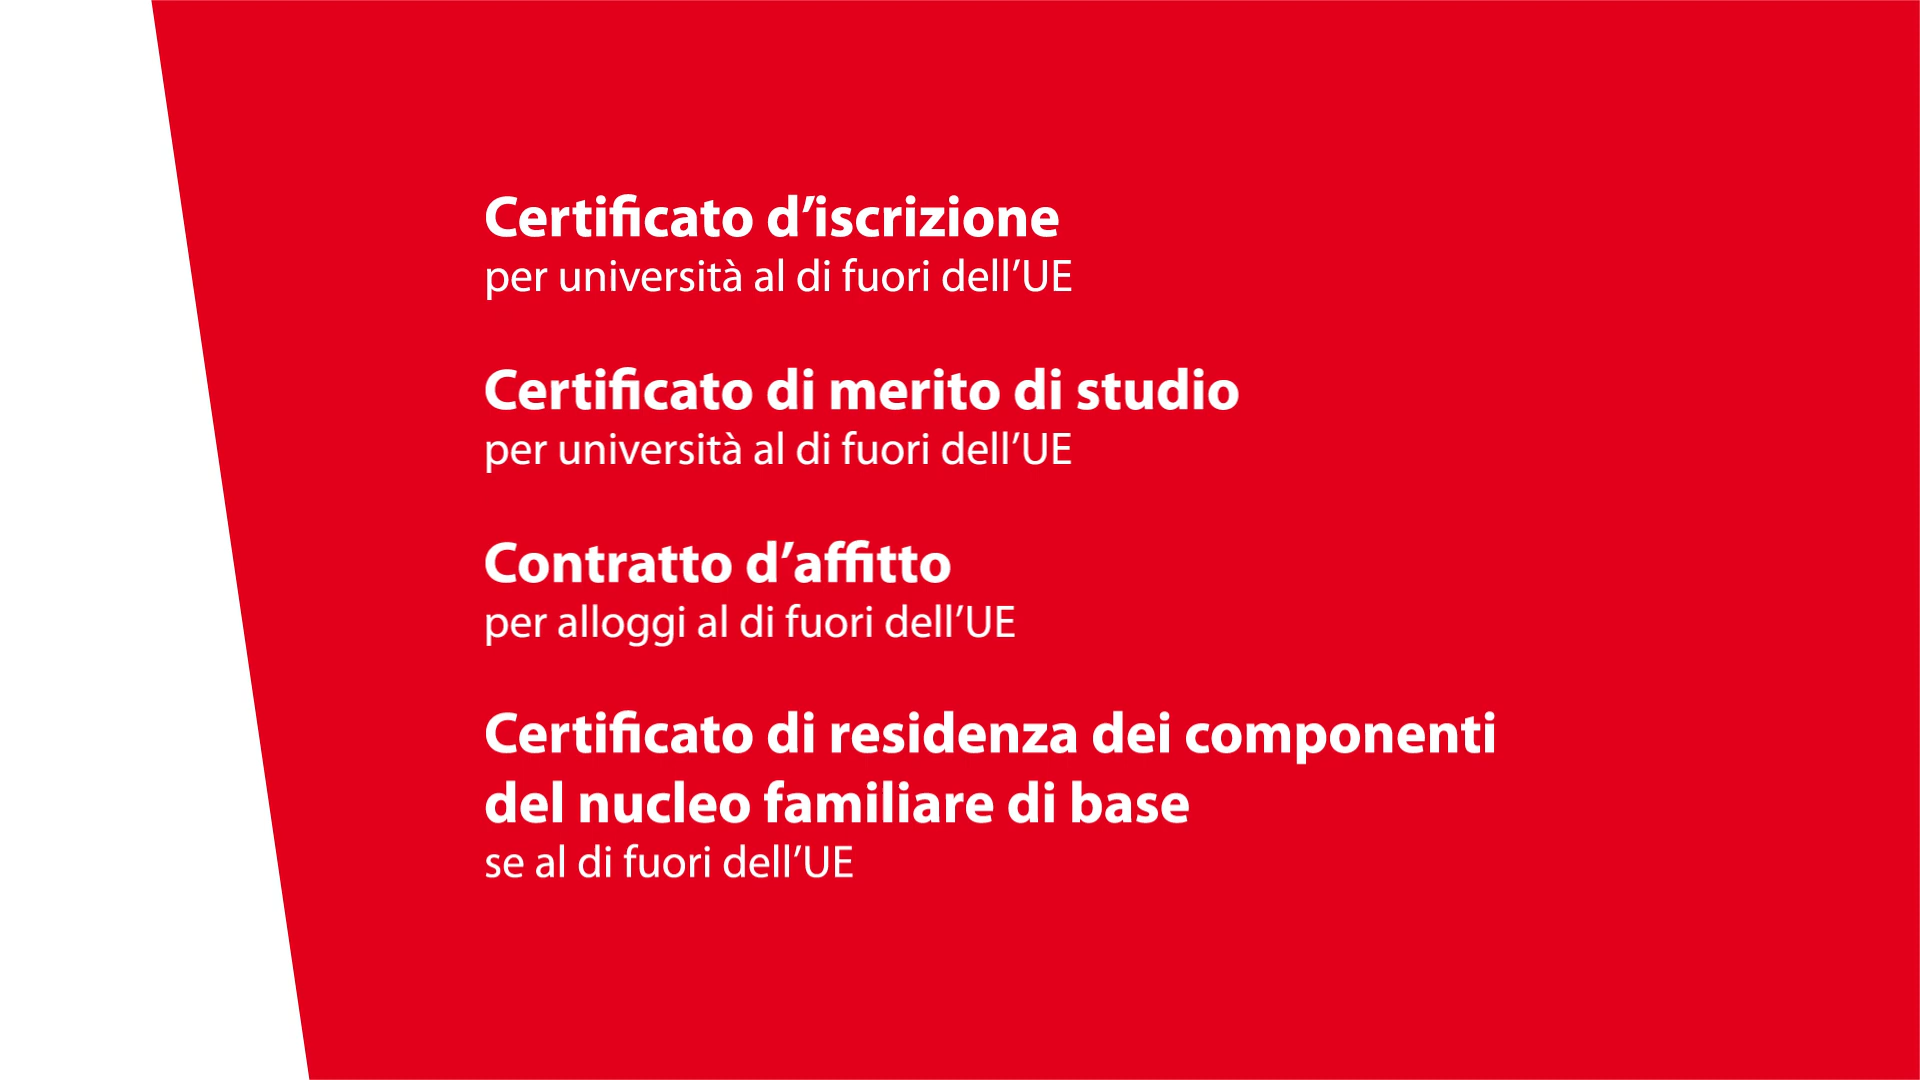 Certificato d’iscrizione
per università al di fuori dell’UE
Certificato di merito di studio
per università al di fuori dell’UE
Contratto d’affitto
per alloggi al di fuori dell’UE
Certificato di residenza dei componenti
del nucleo familiare di base
se al di fuori dell’UE